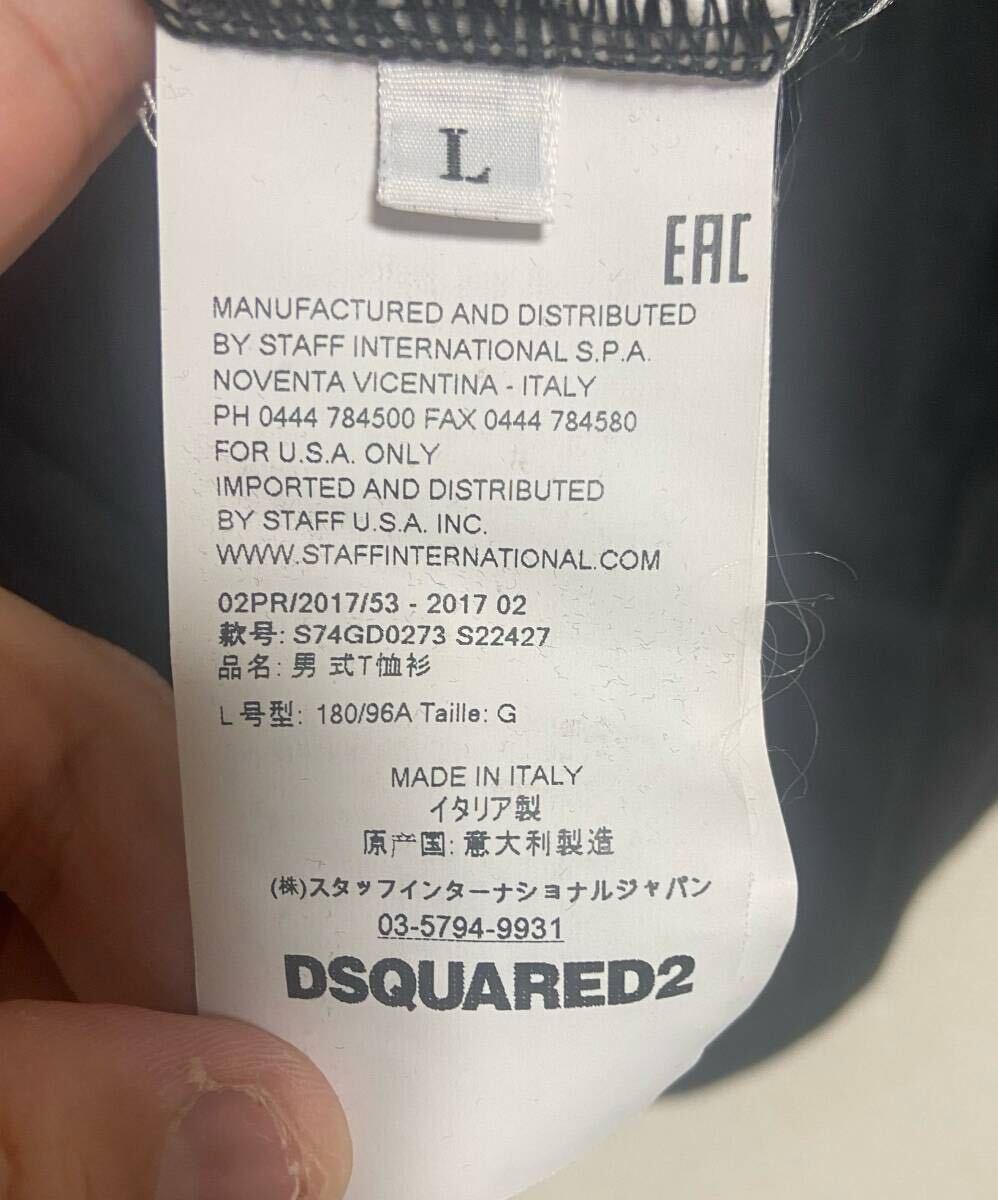 L
EAC
MANUFACTURED AND DISTRIBUTED
BY STAFF INTERNATIONAL S.P.A.
NOVENTA VICENTINA - ITALY
PH 0444 784500 FAX 0444 784580
FOR U.S.A. ONLY
IMPORTED AND DISTRIBUTED
BY STAFF U.S.A. INC.
WWW.STAFFINTERNATIONAL.COM
02PR/2017/53 - 2017 02
款号: S74GD0273 S22427
品名: 男 式T恤衫
L号型: 180/96A Taille: G
MADE IN ITALY
イタリア製
原产国: 意大利製造
(株)スタッフインターナショナルジャパン
03-5794-9931
DSQUARED2